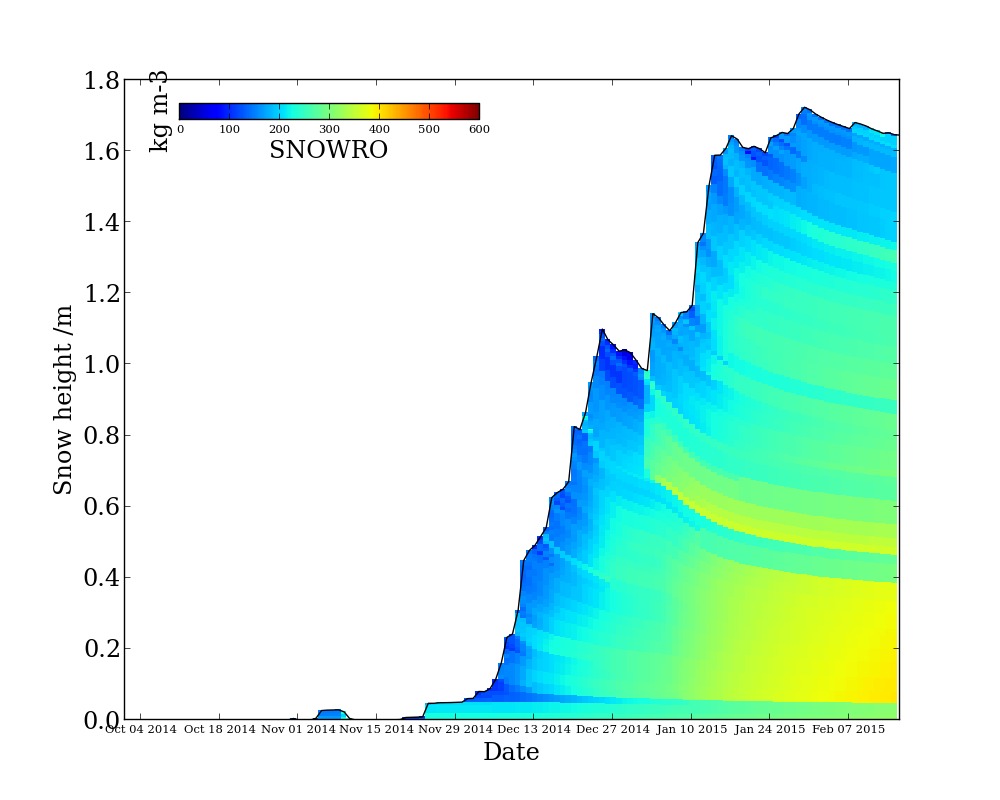 1.8
kg m-3
0 100 200 300 400 500 600
SNOWRO
1.6
1.4
1.2
1.0
0.8
0.6
0.4
0.2
0.0
Snow height /m
Oct 04 2014 Oct 18 2014 Nov 01 2014 Nov 15 2014 Nov 29 2014 Dec 13 2014 Dec 27 2014 Jan 10 2015 Jan 24 2015 Feb 07 2015
Date